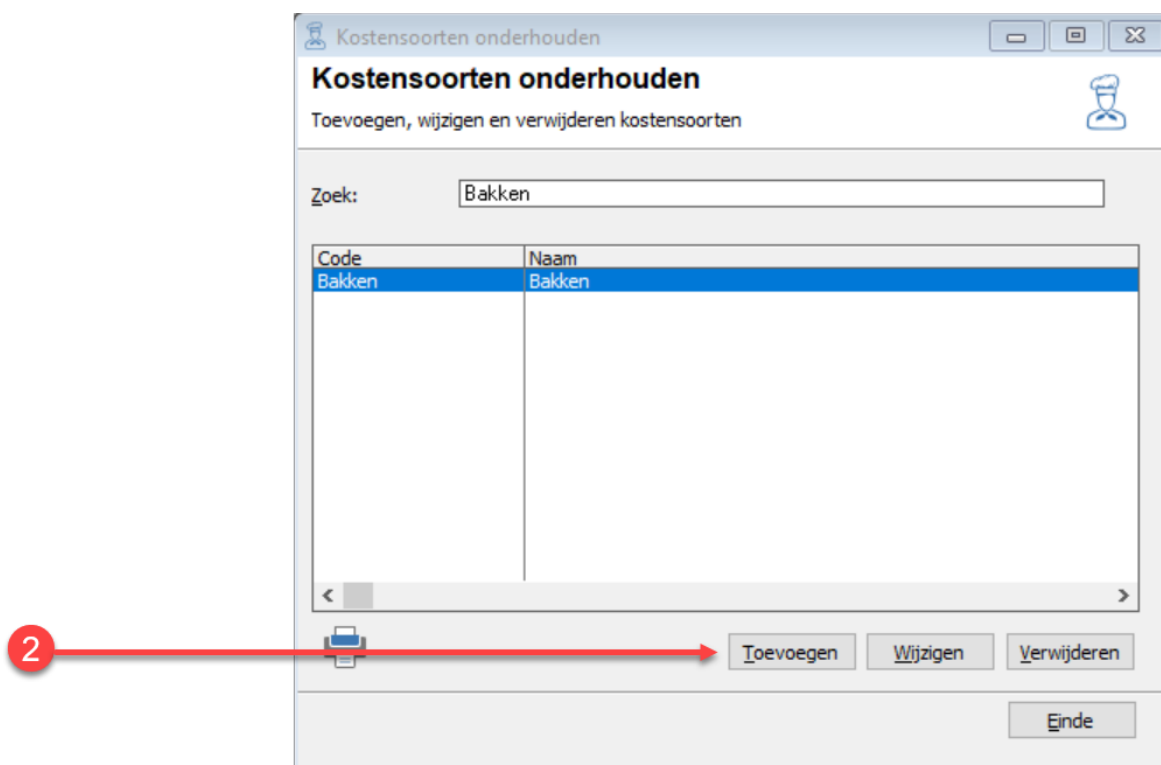 Kostensoorten onderhouden
Kostensoorten onderhouden
Toevoegen, wijzigen en verwijderen kostensoorten
Zoek: Bakken
Code Naam
Bakken Bakken
2 Toevoegen Wijzigen Verwijderen
Einde